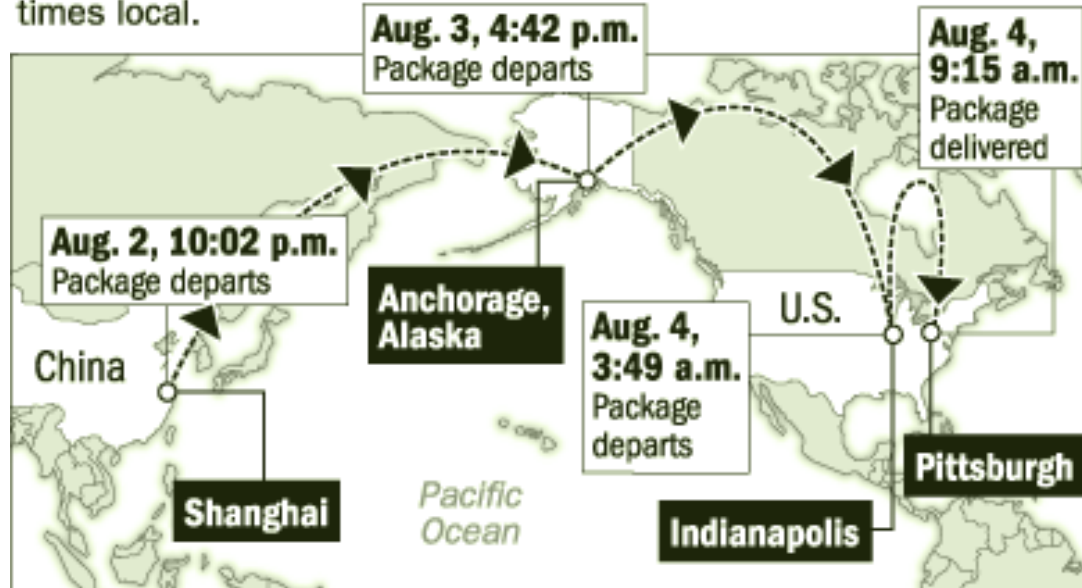 times local.
Aug. 3, 4:42 p.m.
Package departs
Aug. 4,
9:15 a.m.
Package
delivered
Aug. 2, 10:02 p.m.
Package departs
Anchorage,
Alaska
Aug. 4,
3:49 a.m.
Package
departs
U.S.
China
Shanghai
Pacific
Ocean
Indianapolis
Pittsburgh